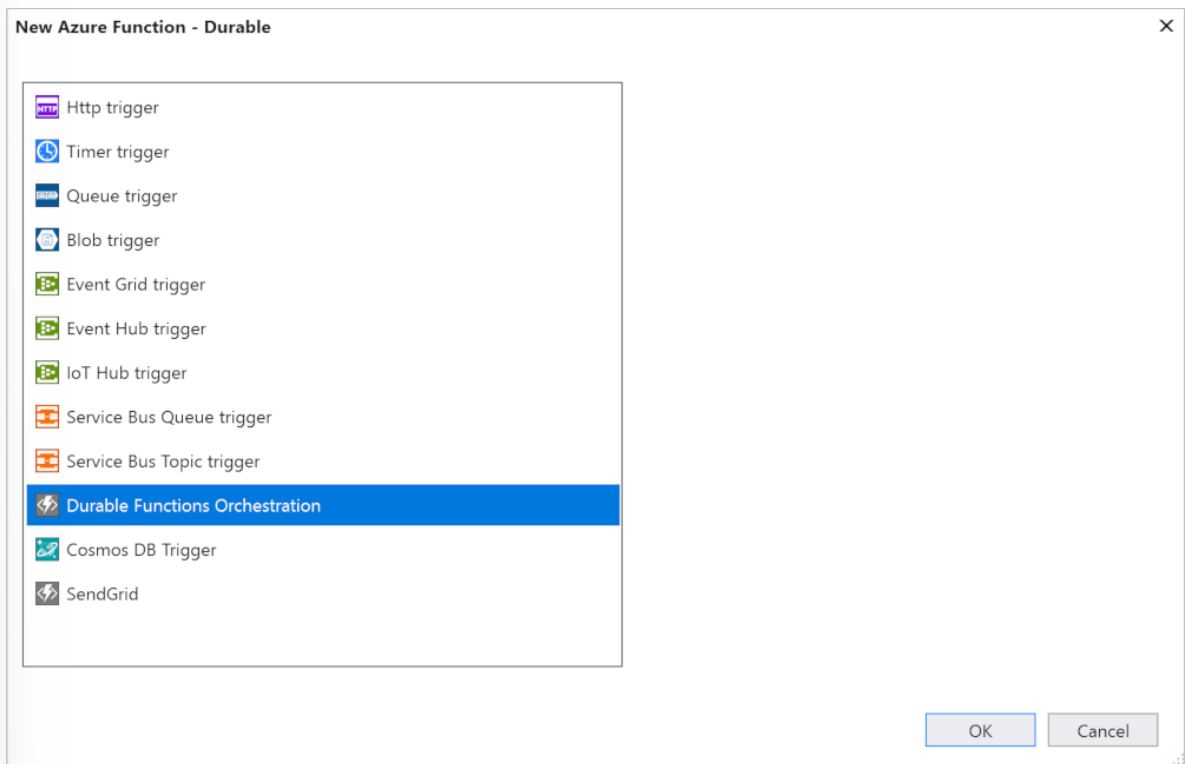 New Azure Function - Durable
HTTP Http trigger
Timer trigger
Queue trigger
Blob trigger
Event Grid trigger
Event Hub trigger
IoT Hub trigger
Service Bus Queue trigger
Service Bus Topic trigger
Durable Functions Orchestration
Cosmos DB Trigger
SendGrid
OK Cancel